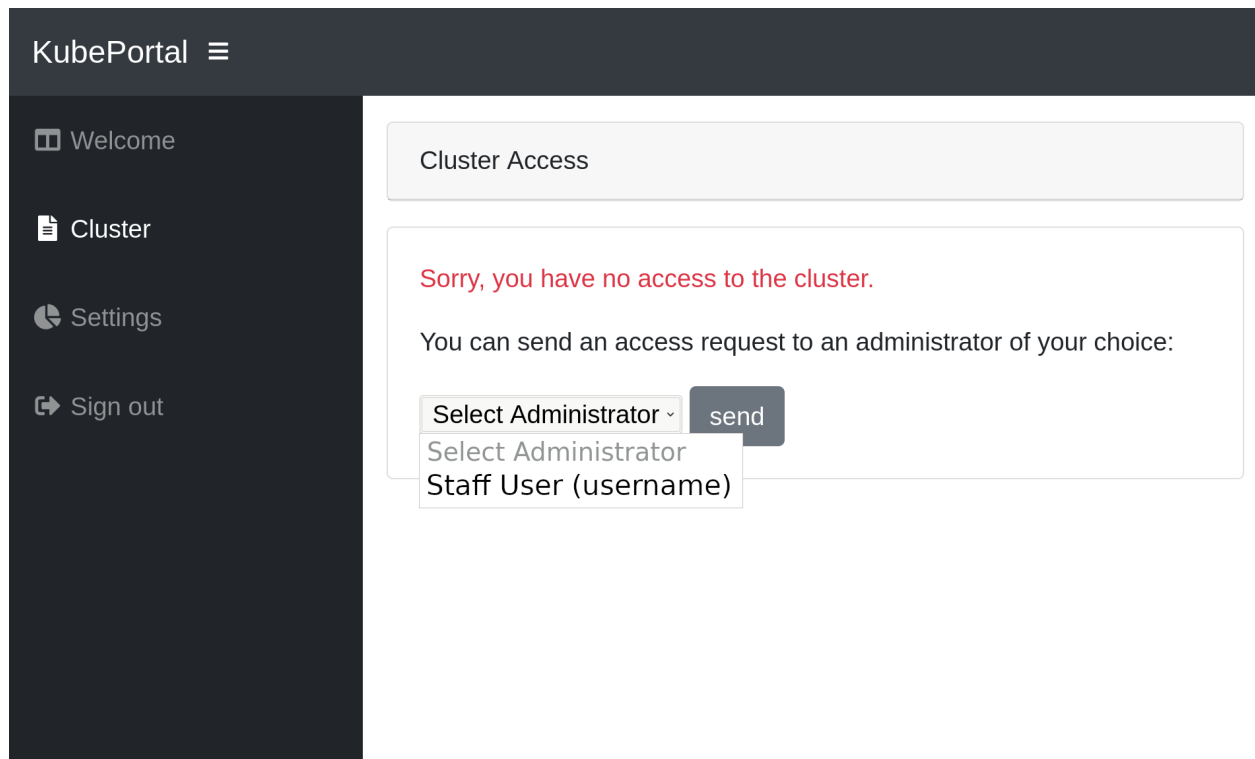 KubePortal
Welcome
Cluster
Settings
Sign out
Cluster Access
Sorry, you have no access to the cluster.
You can send an access request to an administrator of your choice:
Select Administrator
send
Select Administrator
Staff User (username)